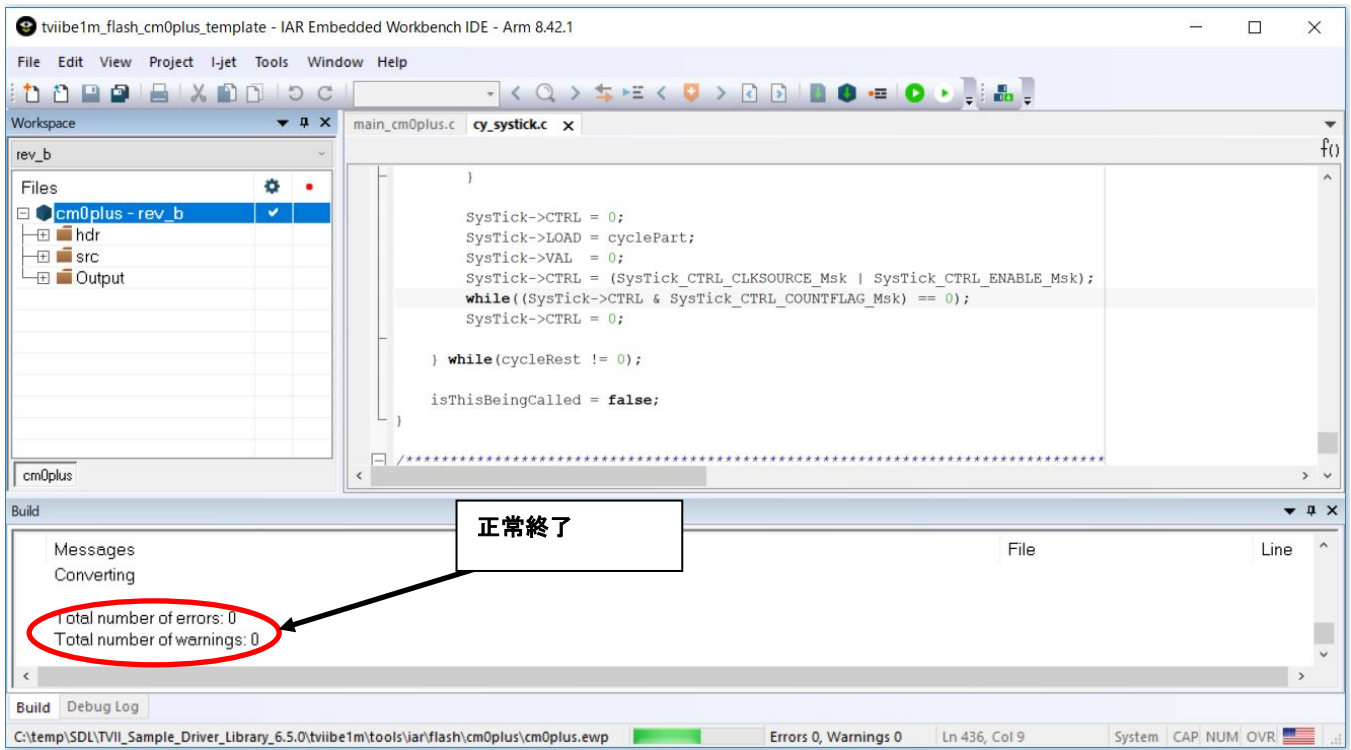 tviibe1m_flash_cm0plus_template - IAR Embedded Workbench IDE - Arm 8.42.1
File Edit View Project I-jet Tools Window Help
Workspace
main_cm0plus.c cy_systick.c
rev_b
Files
cm0plus - rev_b
hdr
src
Output
cm0plus
f()
}
SysTick->CTRL = 0;
SysTick->LOAD = cyclePart;
SysTick->VAL = 0;
SysTick->CTRL = (SysTick_CTRL_CLKSOURCE_Msk | SysTick_CTRL_ENABLE_Msk);
while((SysTick->CTRL & SysTick_CTRL_COUNTFLAG_Msk) == 0);
SysTick->CTRL = 0;
} while(cycleRest != 0);
isThisBeingCalled = false;
}
/*******************************************************************************
Build
正常終了
Messages File Line
Converting
Total number of errors: 0
Total number of warnings: 0
Build Debug Log
C:\temp\SDL\TVII_Sample_Driver_Library_6.5.0\tviibe1m\tools\iar\flash\cm0plus\cm0plus.ewp Errors 0, Warnings 0 Ln 436, Col 9 System CAP NUM OVR